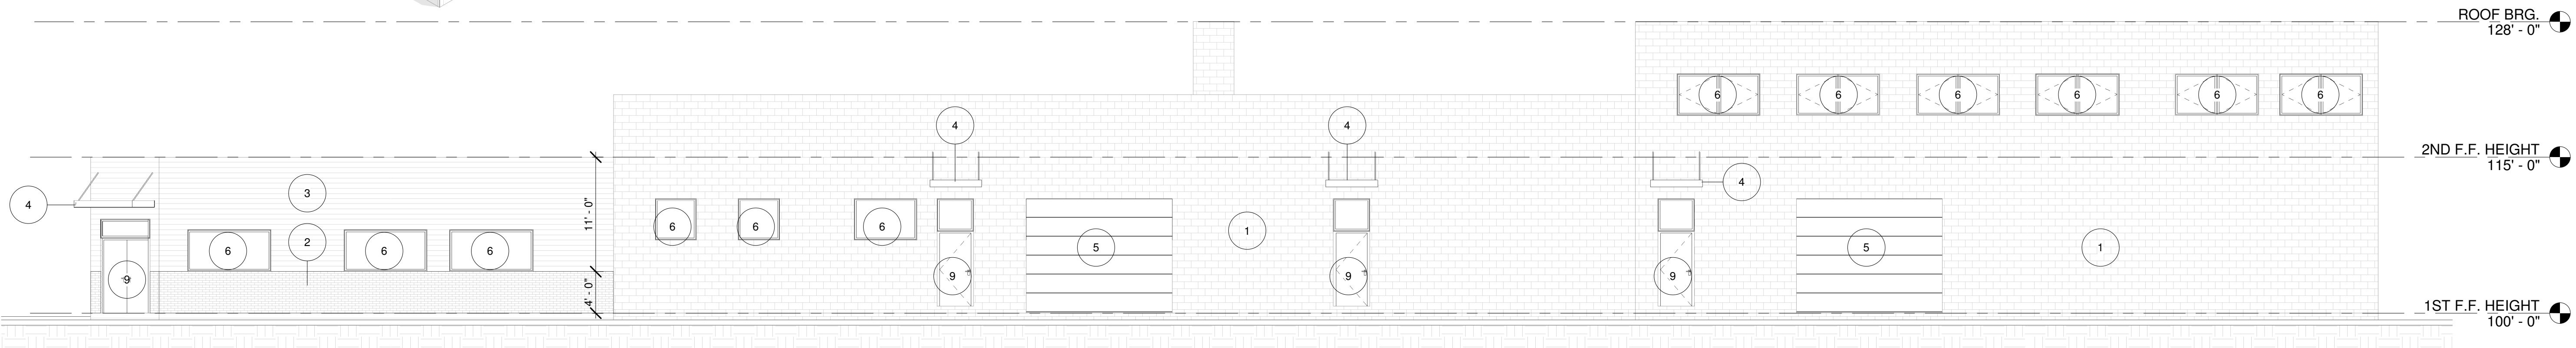 ROOF BRG.
128' - 0"
6 6 6 6 6 6
4 4
2ND F.F. HEIGHT
115' - 0"
4
3
4
11' - 0"
6 6 6
1
2
5 5
1
6 6 6
9 9 9 9
4' - 0"
1ST F.F. HEIGHT
100' - 0"